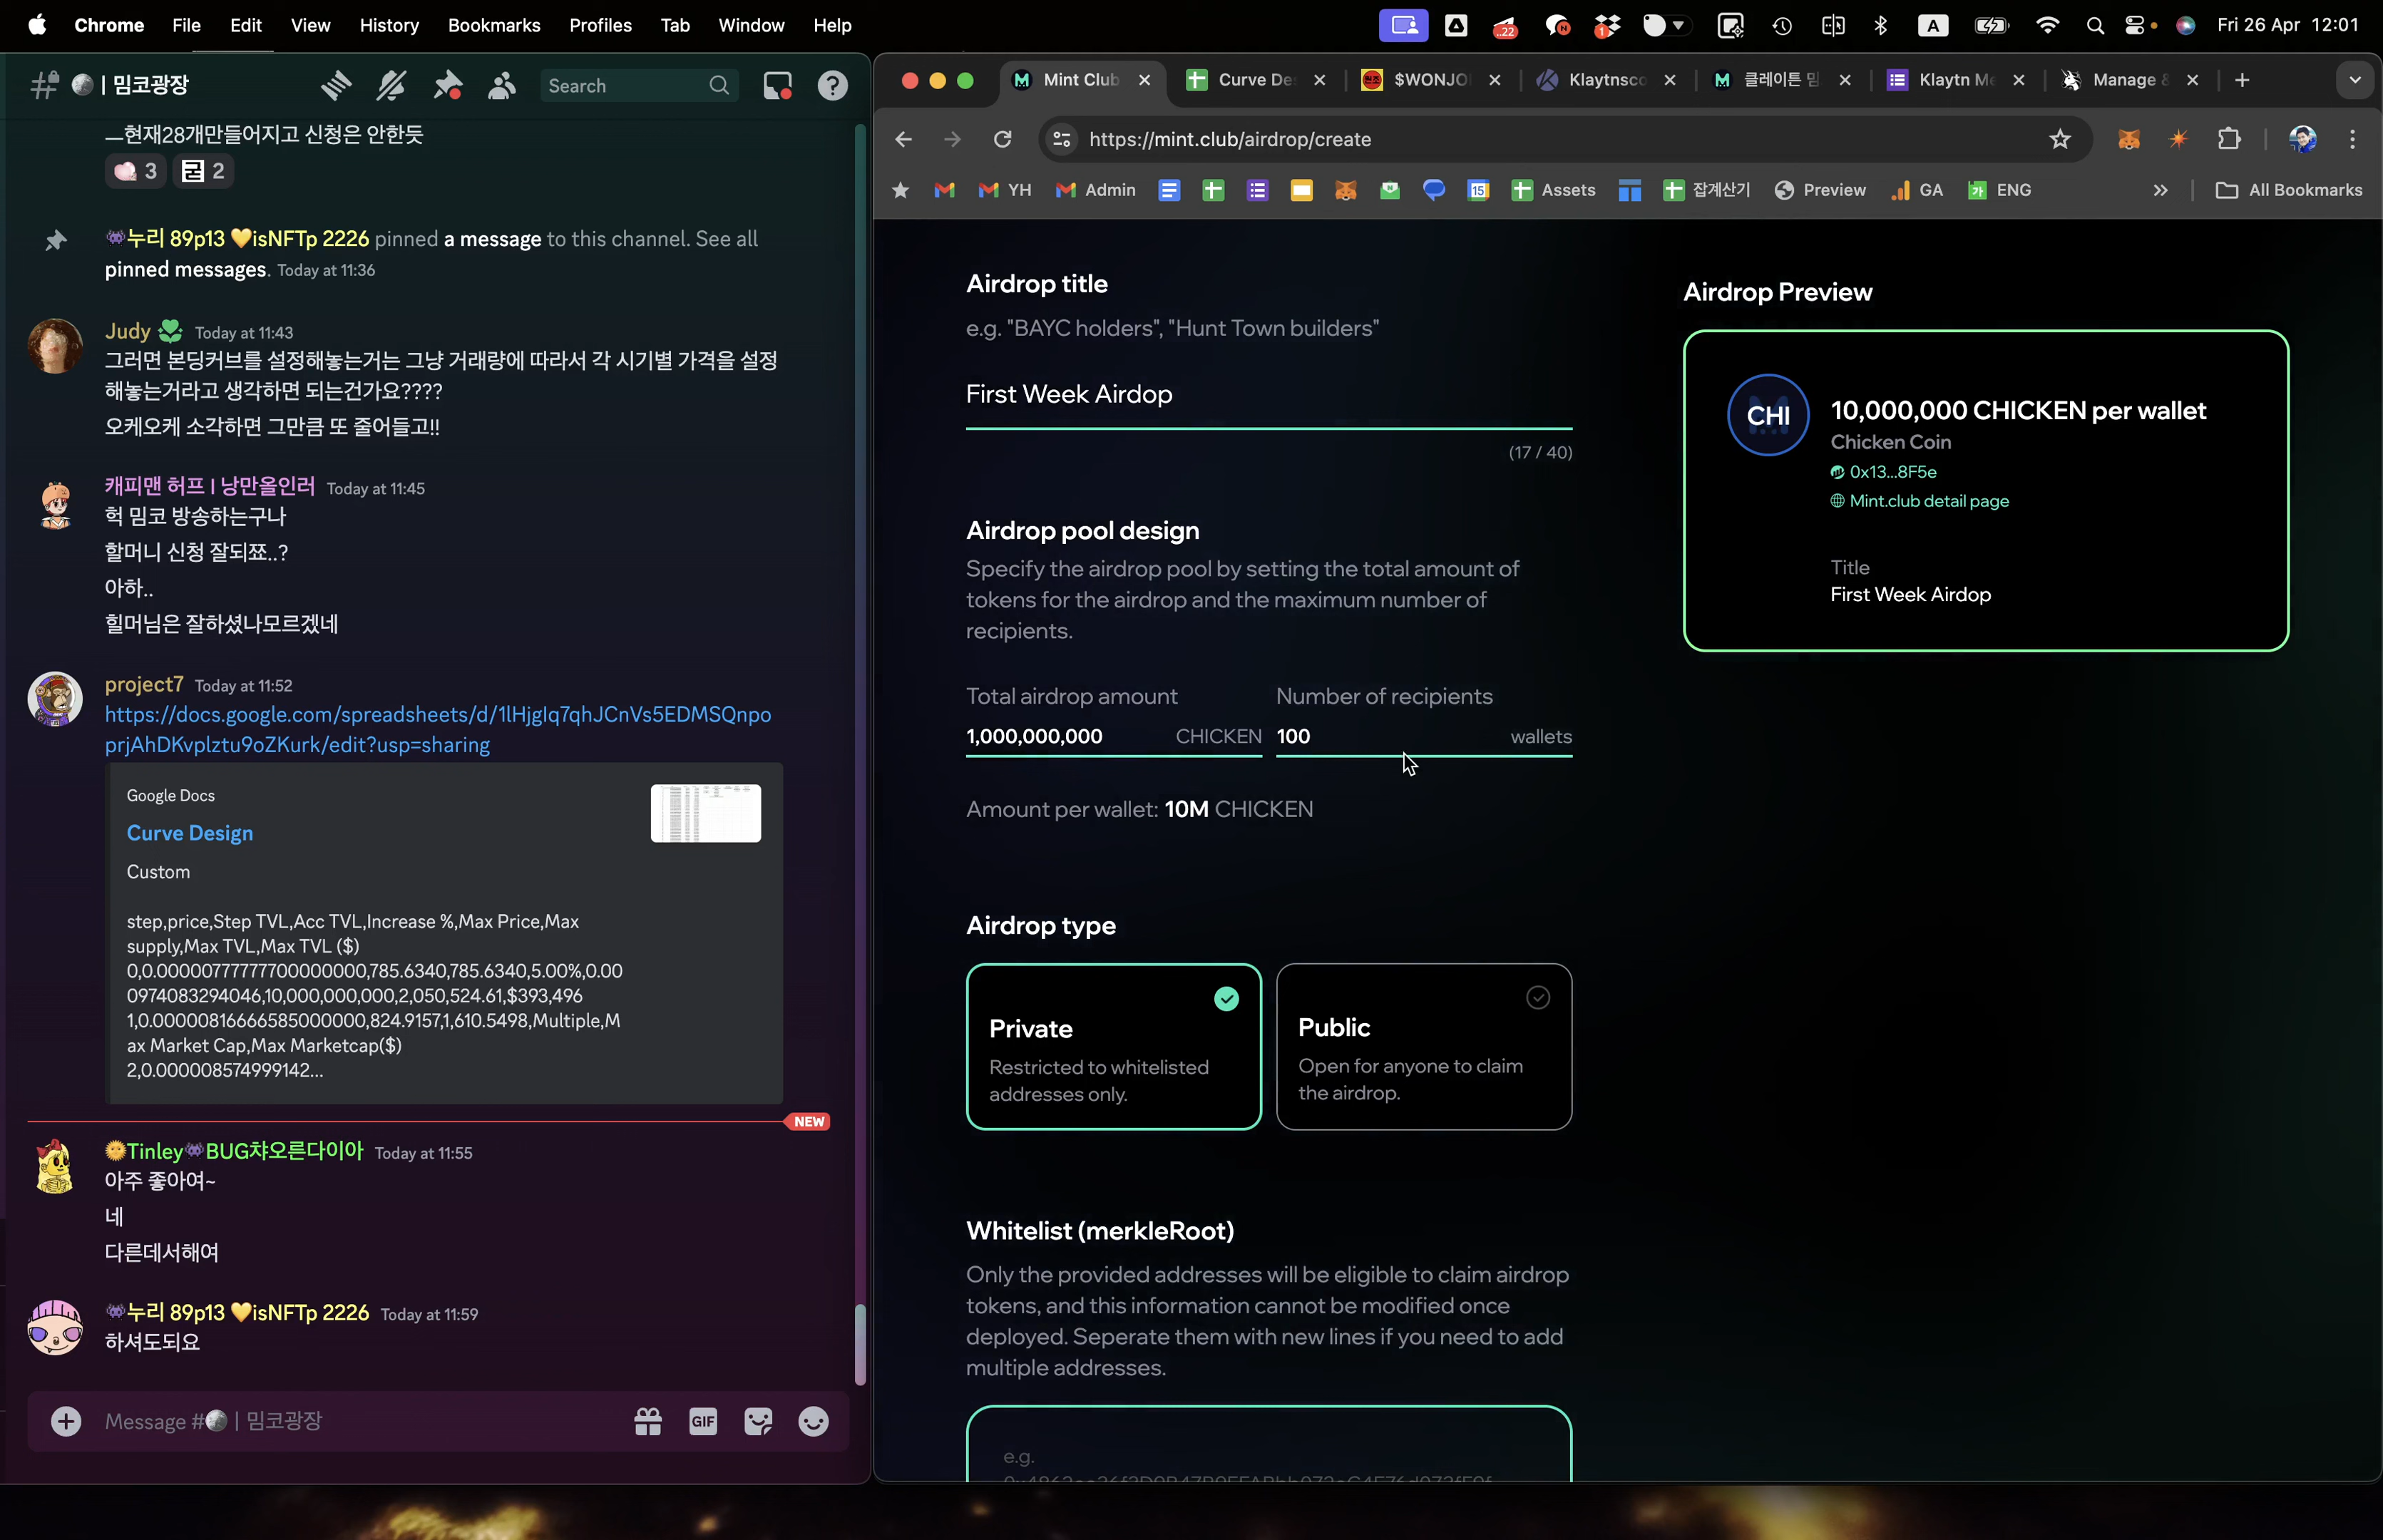 Chrome File Edit View History Bookmarks Profiles Tab Window Help
..22 N 1 A Fri 26 Apr 12:01
밈코광장
Search
현재28개만들어지고 신청은 안한듯
3 굳 2
누리 89p13 💛isNFTp 2226 pinned a message to this channel. See all
pinned messages. Today at 11:36
Judy Today at 11:43
그러면 본딩커브를 설정해놓는거는 그냥 거래량에 따라서 각 시기별 가격을 설정
해놓는거라고 생각하면 되는건가요????
오케오케 소각하면 그만큼 또 줄어들고!!
캐피맨 허프 | 낭만올인러 Today at 11:45
헉 밈코 방송하는구나
할머니 신청 잘되쬬..?
아하..
힐머님은 잘하셨나모르겠네
project7 Today at 11:52
Google Docs
Curve Design
Custom
step,price,Step TVL,Acc TVL,Increase %,Max Price,Max
supply,Max TVL,Max TVL ($)
0,0.00000777777700000000,785.6340,785.6340,5.00%,0.00
0974083294046,10,000,000,000,2,050,524.61,$393,496
1,0.00000816666585000000,824.9157,1,610.5498,Multiple,M
ax Market Cap,Max Marketcap($)
2,0.000008574999142...
NEW
Tinley BUG챠오른다이아 Today at 11:55
아주 좋아여~
네
다른데서해여
누리 89p13 💛isNFTp 2226 Today at 11:59
하셔도되요
Message # | 밈코광장
GIF
Mint Club Curve De $WONJO Klaytnsco 클레이튼 밈 Klaytn Me Manage &
https://mint.club/airdrop/create
YH Admin 15 Assets 잡계산기 Preview GA ENG All Bookmarks
Airdrop title
e.g. "BAYC holders", "Hunt Town builders"
First Week Airdop
(17 / 40)
Airdrop pool design
Specify the airdrop pool by setting the total amount of
tokens for the airdrop and the maximum number of
recipients.
Total airdrop amount Number of recipients
1,000,000,000 CHICKEN 100 wallets
Amount per wallet: 10M CHICKEN
Airdrop type
Private
Restricted to whitelisted
addresses only.
Public
Open for anyone to claim
the airdrop.
Whitelist (merkleRoot)
Only the provided addresses will be eligible to claim airdrop
tokens, and this information cannot be modified once
deployed. Seperate them with new lines if you need to add
multiple addresses.
e.g.
Airdrop Preview
CHI
10,000,000 CHICKEN per wallet
Chicken Coin
0x13...8F5e
Mint.club detail page
Title
First Week Airdop